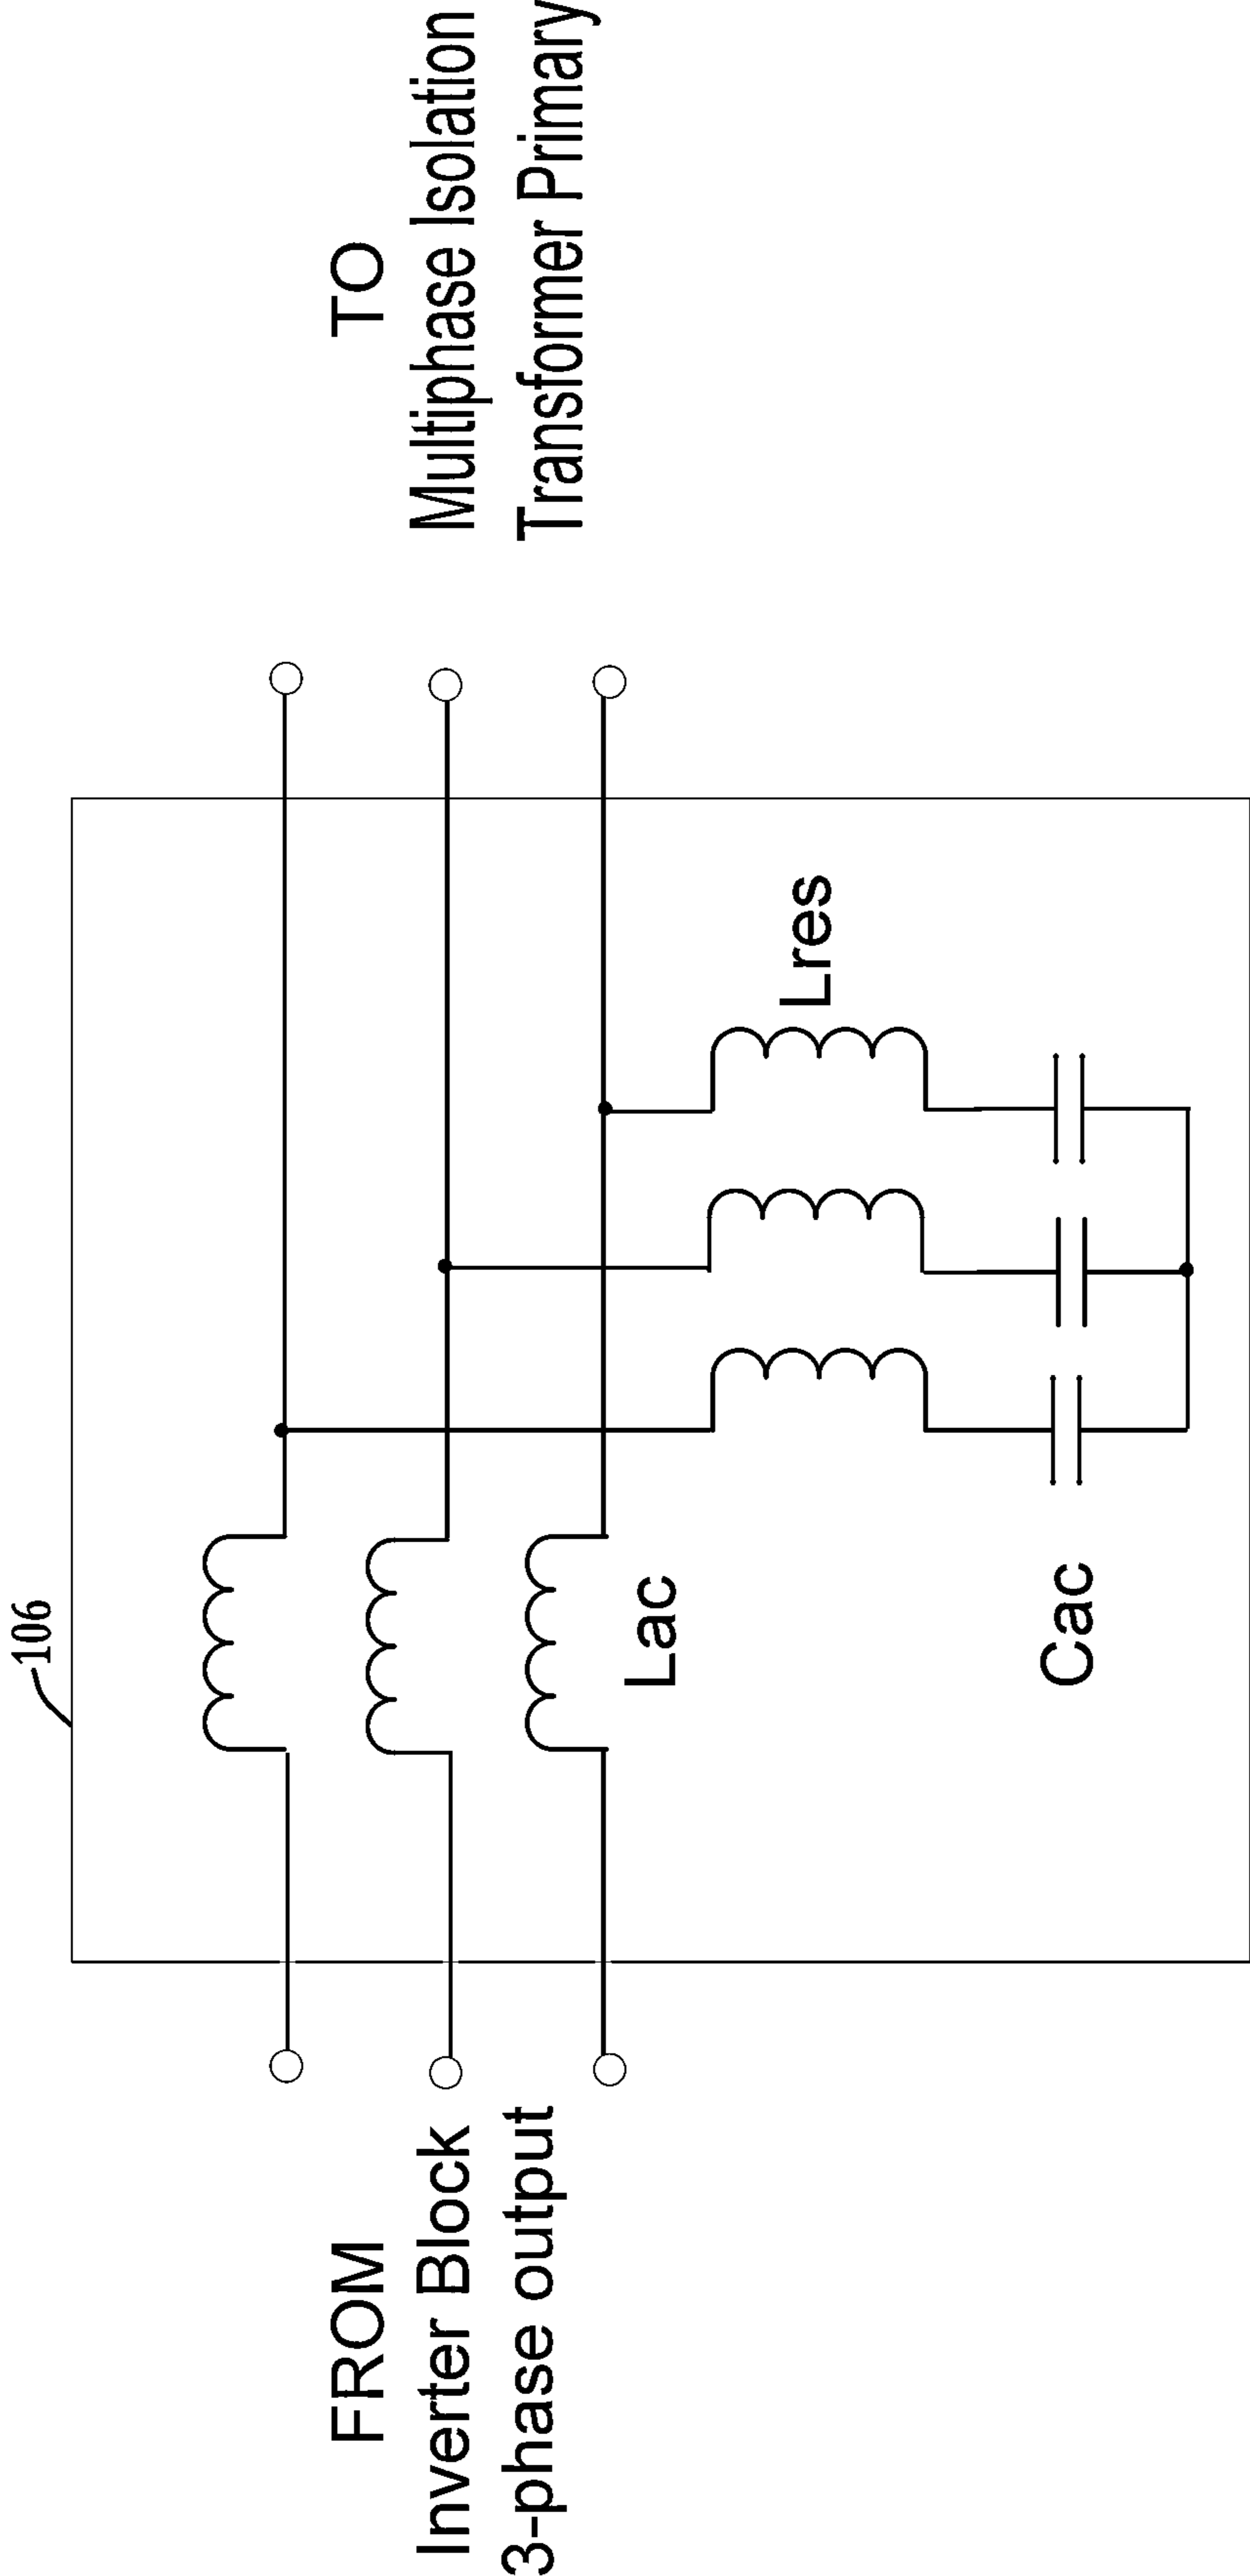 106
FROM
Inverter Block
3-phase output
TO
Multiphase Isolation
Transformer Primary
Lac
Lres
Cac